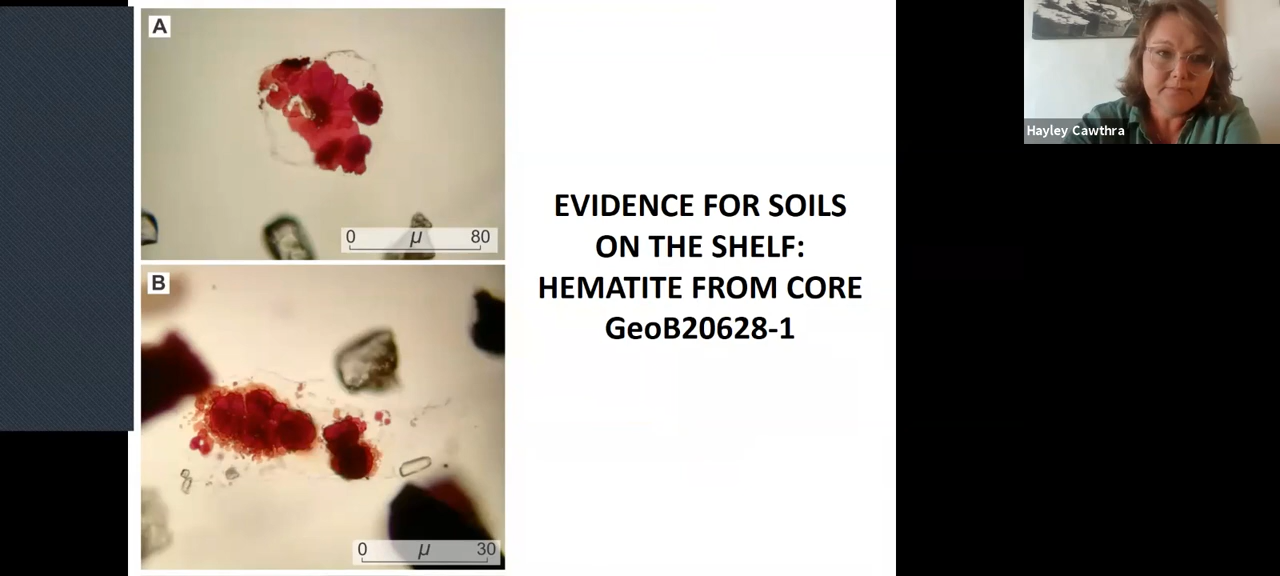 A
0 μ 80
B
0 μ 30
EVIDENCE FOR SOILS
ON THE SHELF:
HEMATITE FROM CORE
GeoB20628-1
Hayley Cawthra